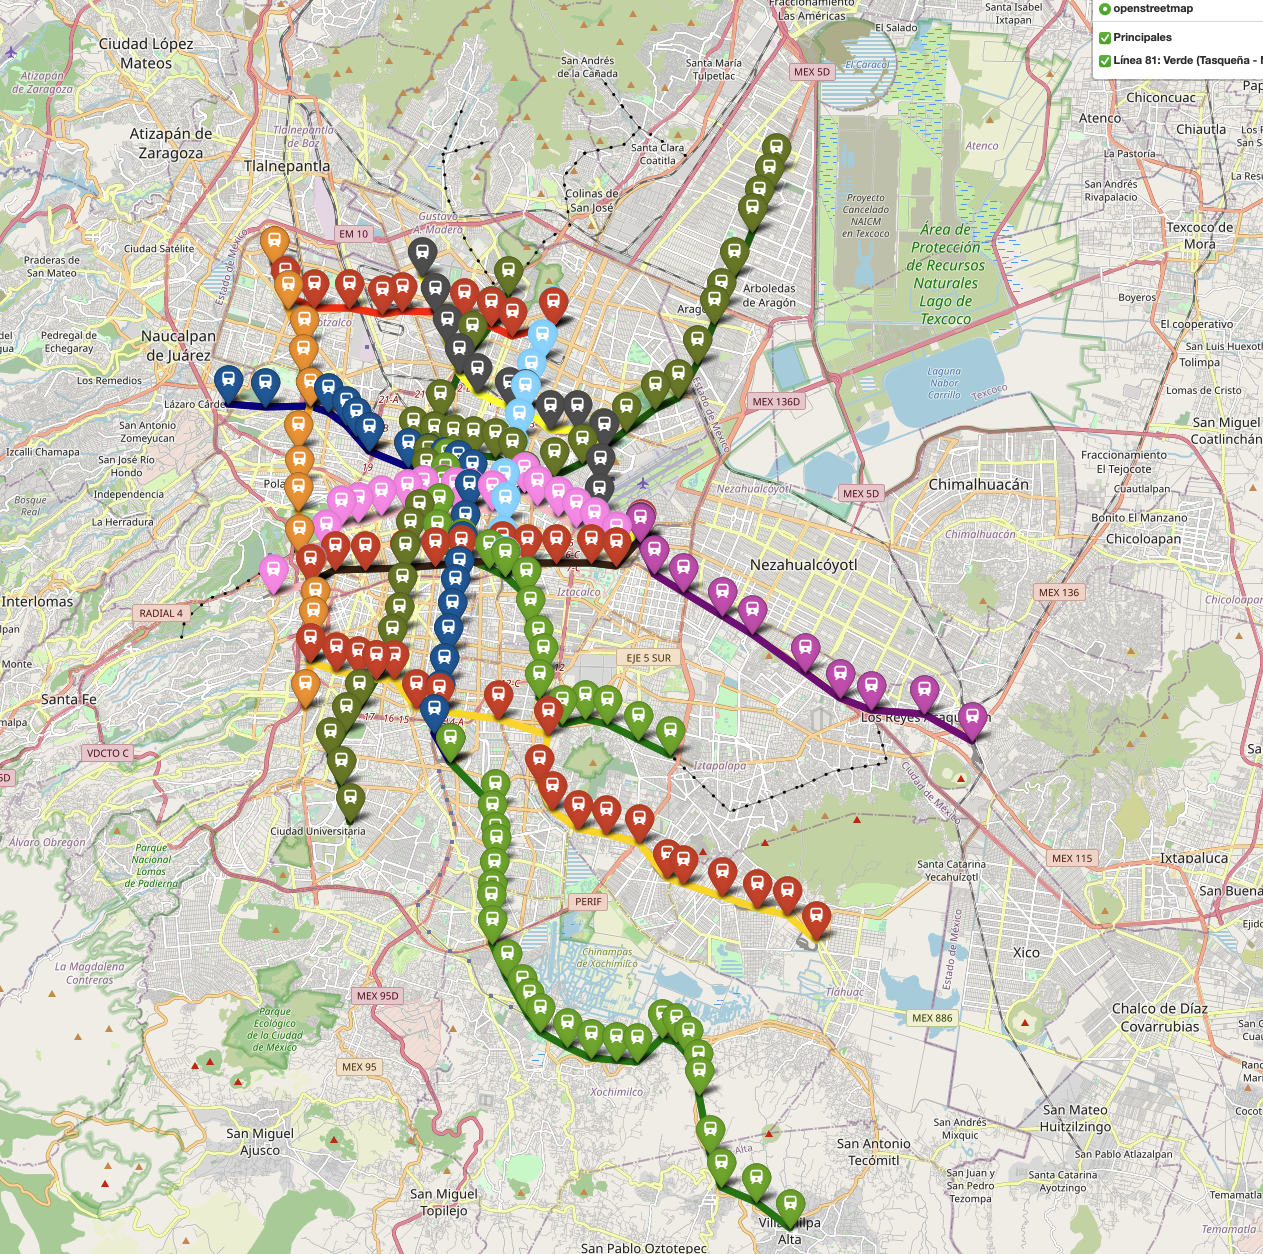 openstreetmap
Principales
Línea 81: Verde (Tasqueña -
Fraccionamiento
Las Américas
Santa Isabel
Ixtapan
El Salado
Ciudad López
Mateos
San Andrés
de la Cañada
Santa María
Tulpetlac
MEX 5D
El Caracol
Chiconcuac
Atizapán
de Zaragoza
Atenco
Chiautla
Atizapán de
Zaragoza
Tlalnepantla
de Baz
Tlalnepantla
Santa Clara
Coatitla
Atenco
La Pastoría
San Andrés
Rivapalacio
Colinas de
San José
Proyecto
Cancelado
NAICM
en Texcoco
Gustavo
A. Madero
EM 10
Ciudad Satélite
Estado de México
Área de
Protección
de Recursos
Naturales
Lago de
Texcoco
Texcoco de
Mora
Praderas de
San Mateo
Arboledas
de Aragón
Boyeros
Naucalpan
de Juárez
Pedregal de
Echegaray
El cooperativo
San Luis Huexotl
Tolimpa
Los Remedios
Laguna
Nabor
Carrillo
Texcoco
Lomas de Cristo
Lázaro Cárde
21-A
MEX 136D
Estado de México
San Antonio
Zomeyucan
San Miguel
Coatlinchán
Izcalli Chamapa
San José Río
Hondo
19
Fraccionamiento
El Tejocote
Bosque
Real
Independencia
Chimalhuacán
Cuautlapan
Nezahualcóyotl
MEX 5D
La Herradura
Bonito El Manzano
Chicoloapan
Chimalhuacán
Nezahualcóyotl
Interlomas
RADIAL 4
Iztacalco
MEX 136
Chicoloapan
EJE 5 SUR
Monte
Santa Fe
17
16
15
14-A
Los Reyes
VDCTO C
Iztapalapa
Ciudad de México
Ciudad Universitaria
Álvaro Obregón
Parque
Nacional
Lomas
de Padierna
Santa Catarina
Yecahuizotl
MEX 115
Ixtapaluca
San Buena
PERIF
Ejido
La Magdalena
Contreras
Chinampas
de Xochimilco
Estado de México
Xico
Tláhuac
MEX 95D
MEX 886
Chalco de Díaz
Covarrubias
Parque
Ecológico
de la Ciudad
de México
MEX 95
Xochimilco
San Mateo
Huitzilzingo
San Miguel
Ajusco
San Andrés
Mixquic
San Antonio
Tecómitl
Alta
San Pablo Atlazalpan
San Juan y
San Pedro
Tezompa
Santa Catarina
Ayotzingo
San Miguel
Topilejo
Temamatla
Temamatla
Alta
San Pablo Oztotepec